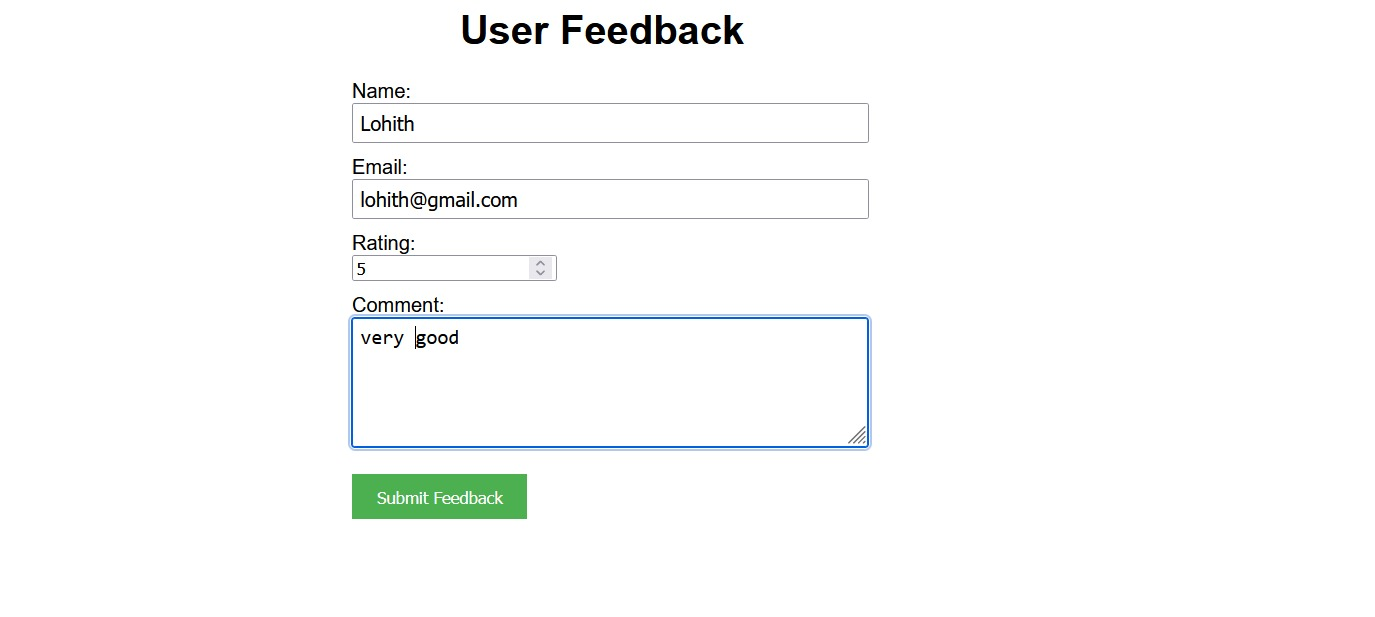 User Feedback
Name:
Lohith
Email:
lohith@gmail.com
Rating:
5
Comment:
very good
Submit Feedback